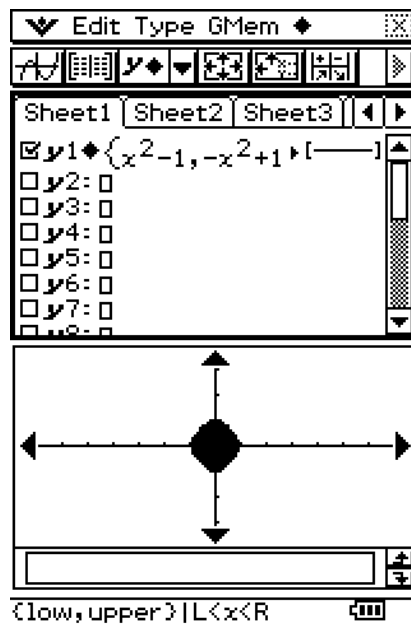 Edit Type GMem ◆
y◆
Sheet1 Sheet2 Sheet3
y1◆{x²-1,-x²+1
y2:▯
y3:▯
y4:▯
y5:▯
y6:▯
y7:▯
{low,upper}|L<x<R